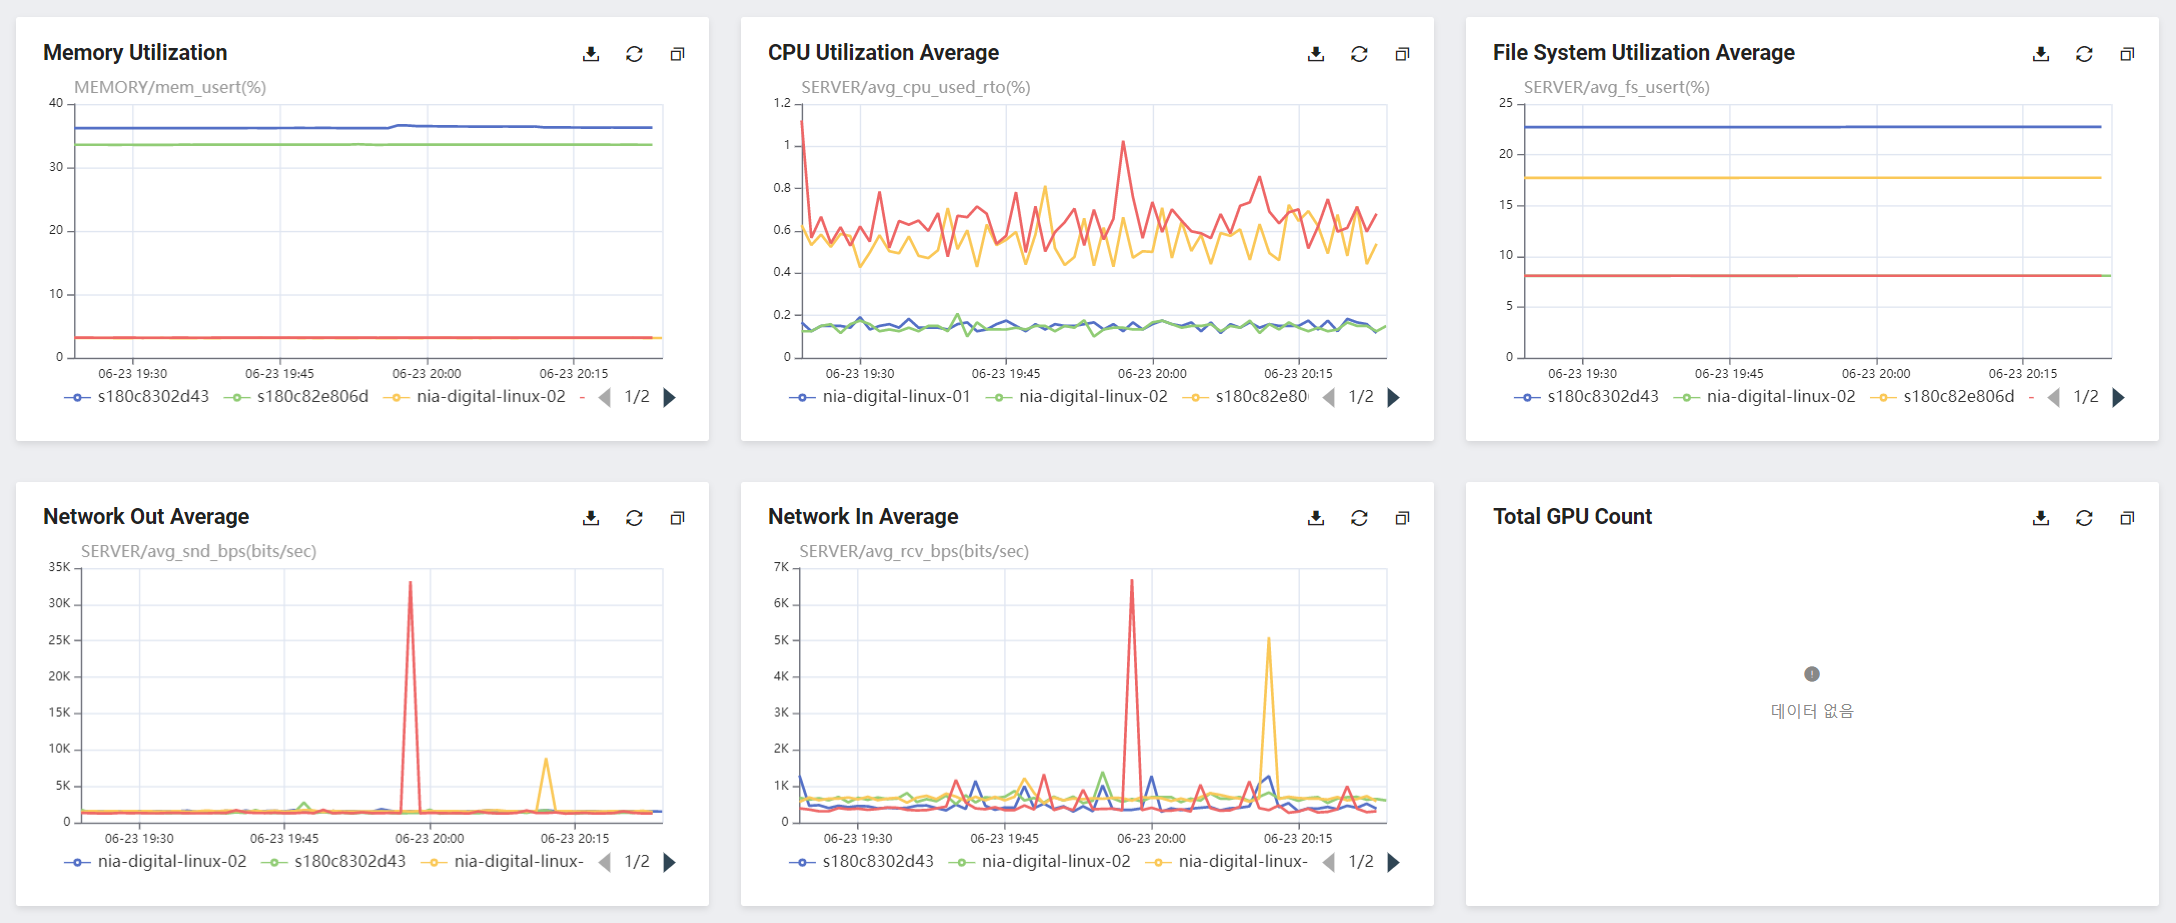 Memory Utilization
MEMORY/mem_usert(%)
40
30
20
10
0
06-23 19:30 06-23 19:45 06-23 20:00 06-23 20:15
s180c8302d43 s180c82e806d nia-digital-linux-02 1/2
CPU Utilization Average
SERVER/avg_cpu_used_rto(%)
1.2
1
0.8
0.6
0.4
0.2
0
06-23 19:30 06-23 19:45 06-23 20:00 06-23 20:15
nia-digital-linux-01 nia-digital-linux-02 s180c82e80 1/2
File System Utilization Average
SERVER/avg_fs_usert(%)
25
20
15
10
5
0
06-23 19:30 06-23 19:45 06-23 20:00 06-23 20:15
s180c8302d43 nia-digital-linux-02 s180c82e806d 1/2
Network Out Average
SERVER/avg_snd_bps(bits/sec)
35K
30K
25K
20K
15K
10K
5K
0
06-23 19:30 06-23 19:45 06-23 20:00 06-23 20:15
nia-digital-linux-02 s180c8302d43 nia-digital-linux- 1/2
Network In Average
SERVER/avg_rcv_bps(bits/sec)
7K
6K
5K
4K
3K
2K
1K
0
06-23 19:30 06-23 19:45 06-23 20:00 06-23 20:15
s180c8302d43 nia-digital-linux-02 nia-digital-linux- 1/2
Total GPU Count
데이터 없음